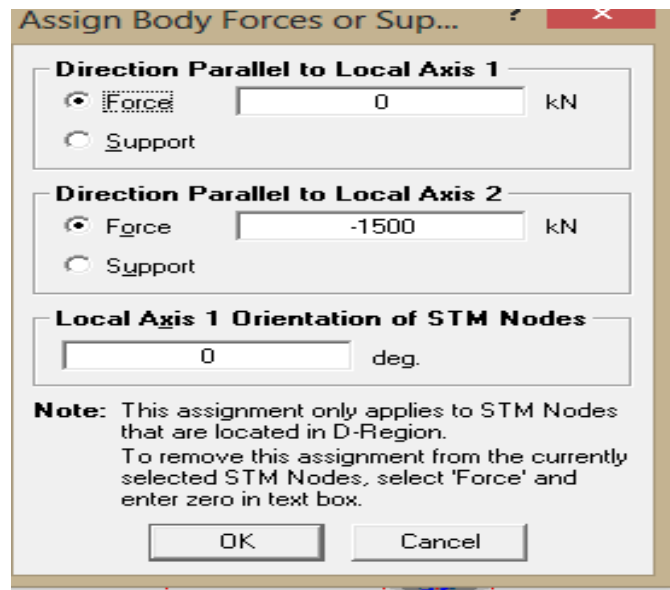 Assign Body Forces or Sup... ?
Direction Parallel to Local Axis 1
Force 0 kN
Support
Direction Parallel to Local Axis 2
Force -1500 kN
Support
Local Axis 1 Orientation of STM Nodes
0 deg.
Note: This assignment only applies to STM Nodes
that are located in D-Region.
To remove this assignment from the currently
selected STM Nodes, select 'Force' and
enter zero in text box.
OK Cancel